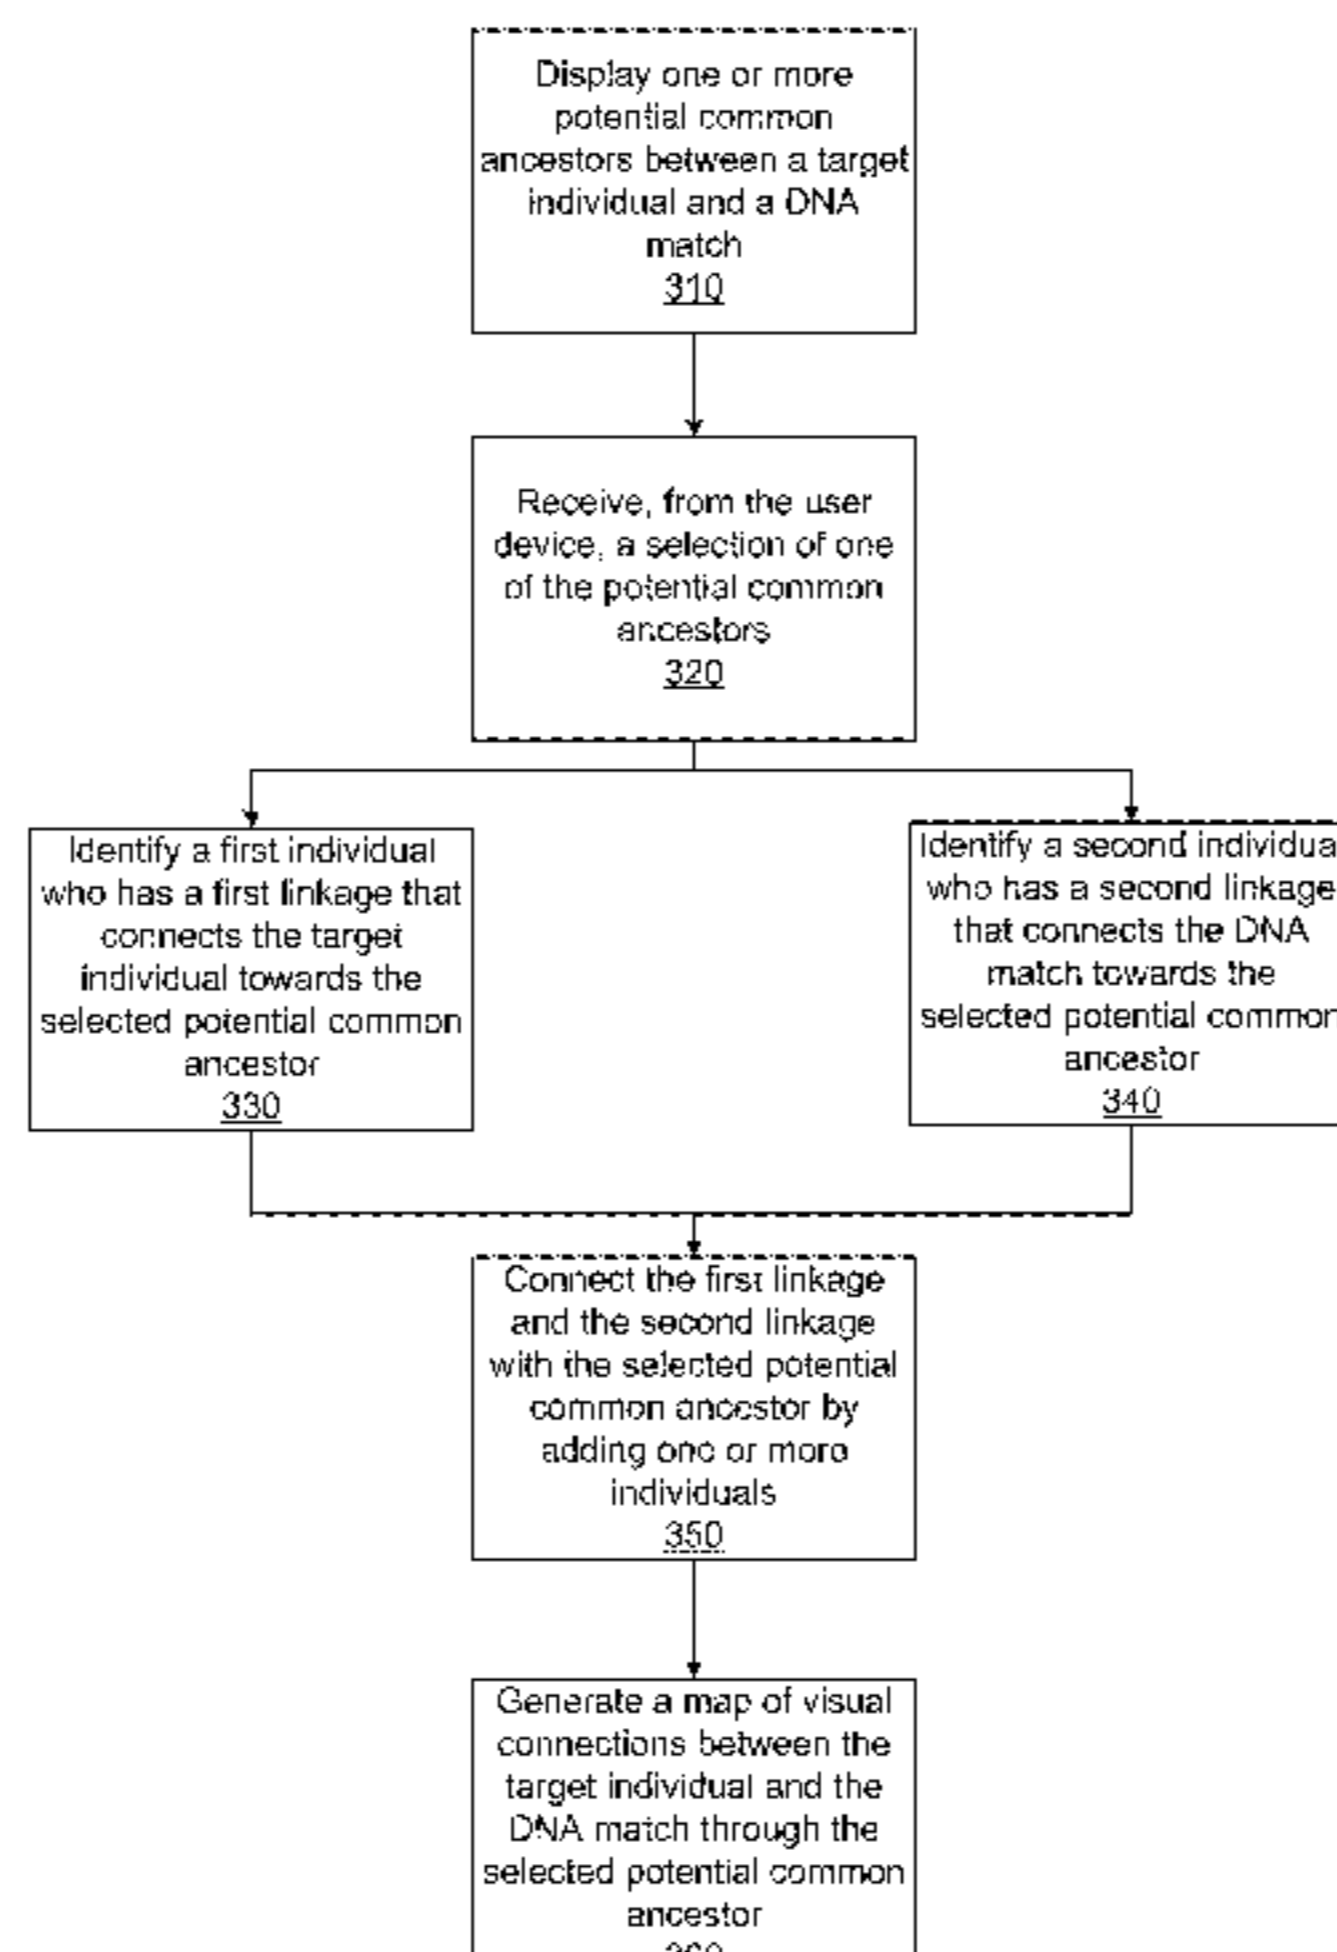 Display one or more
potential common
ancestors between a target
individual and a DNA
match
310
Receive, from the user
device, a selection of one
of the potential common
ancestors
320
Identify a first individual
who has a first linkage that
connects the target
individual towards the
selected potential common
ancestor
330
Identify a second individua
who has a second linkage
that connects the DNA
match towards the
selected potential common
ancestor
340
Connect the first linkage
and the second linkage
with the selected potential
common ancestor by
adding one or more
individuals
350
Generate a map of visual
connections between the
target individual and the
DNA match through the
selected potential common
ancestor